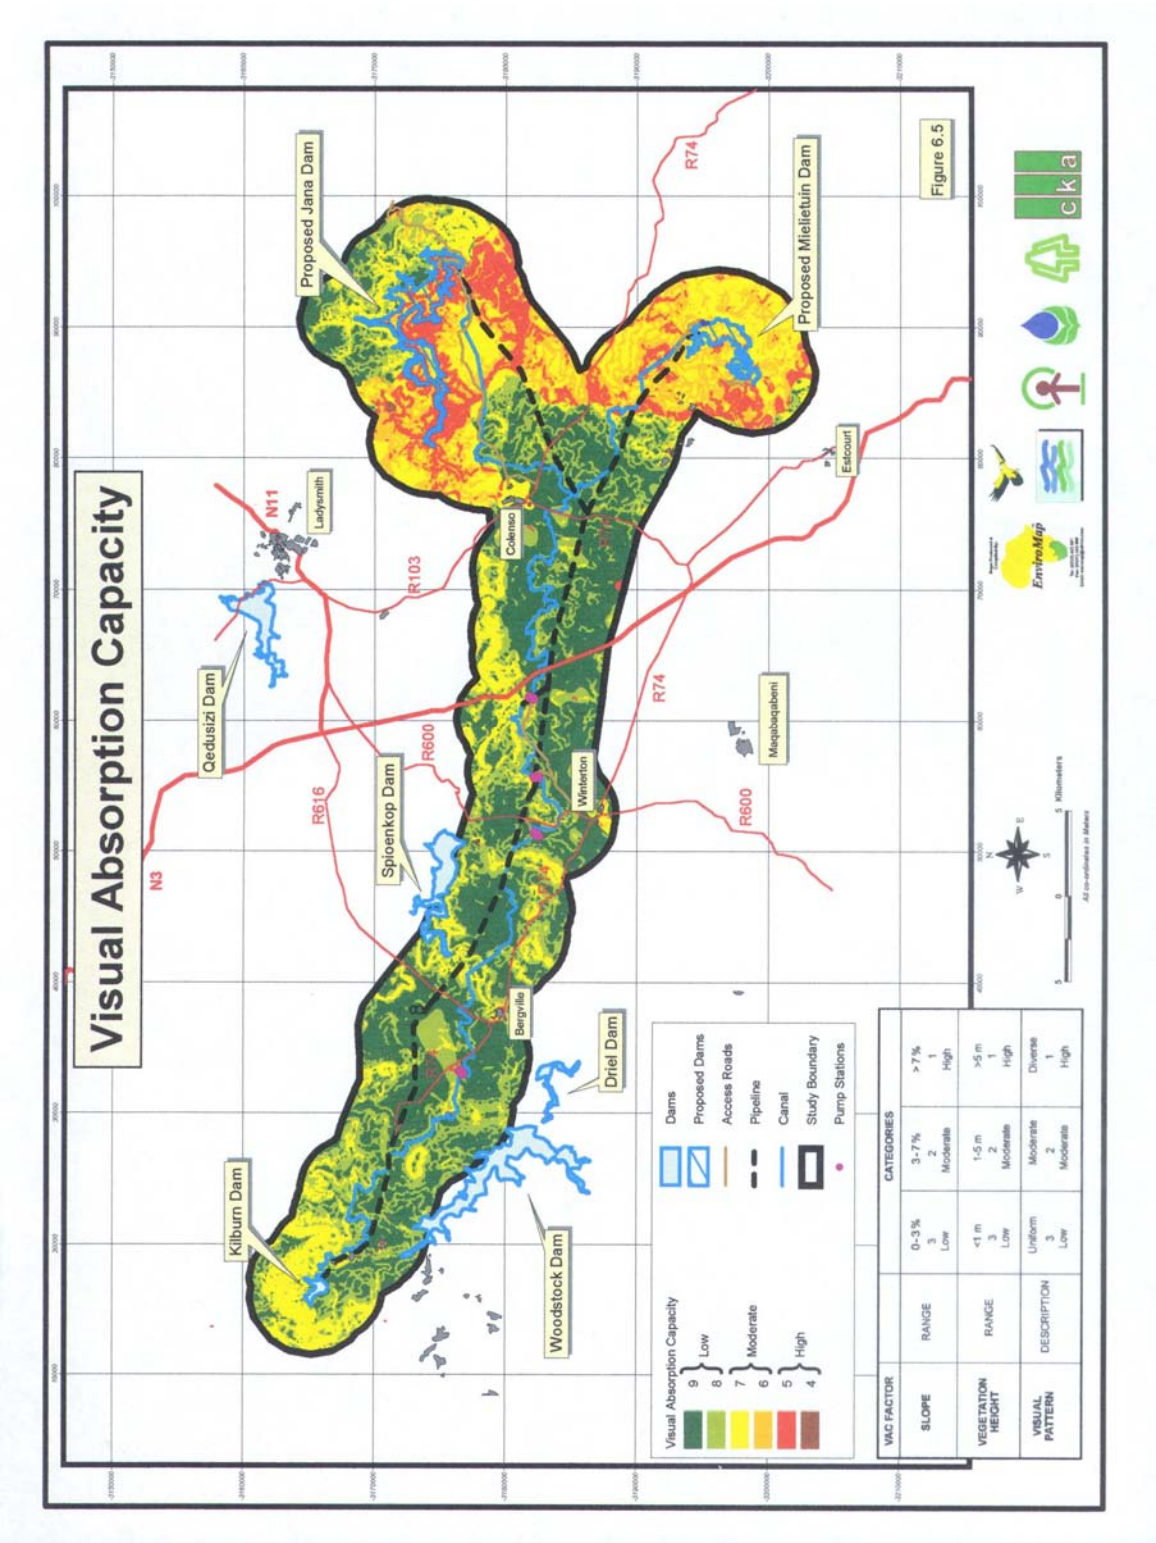 Visual Absorption Capacity
N3
N11
Ladysmith
Qedusizi Dam
R103
R616
R600
Spioenkop Dam
Proposed Jana Dam
R74
Proposed Mielietuin Dam
Colenso
Estcourt
R74
Winterton
Maqabaqabeni
R600
Kilburn Dam
Bergville
Driel Dam
Woodstock Dam
Figure 6.5
Visual Absorption Capacity
9
8
Low
7
6
Moderate
5
4
High
Dams
Proposed Dams
Access Roads
Pipeline
Canal
Study Boundary
Pump Stations
VAC FACTOR CATEGORIES
SLOPE RANGE 0-3% 3-7% >7%
3 2 1
Low Moderate High
VEGETATION HEIGHT RANGE <1 m 1-5 m >5 m
3 2 1
Low Moderate High
VISUAL PATTERN DESCRIPTION Uniform Moderate Diverse
3 2 1
Low Moderate High
N
W E
S
5 0 5 Kilometers
All co-ordinates in Meters
EnviroMap
cka